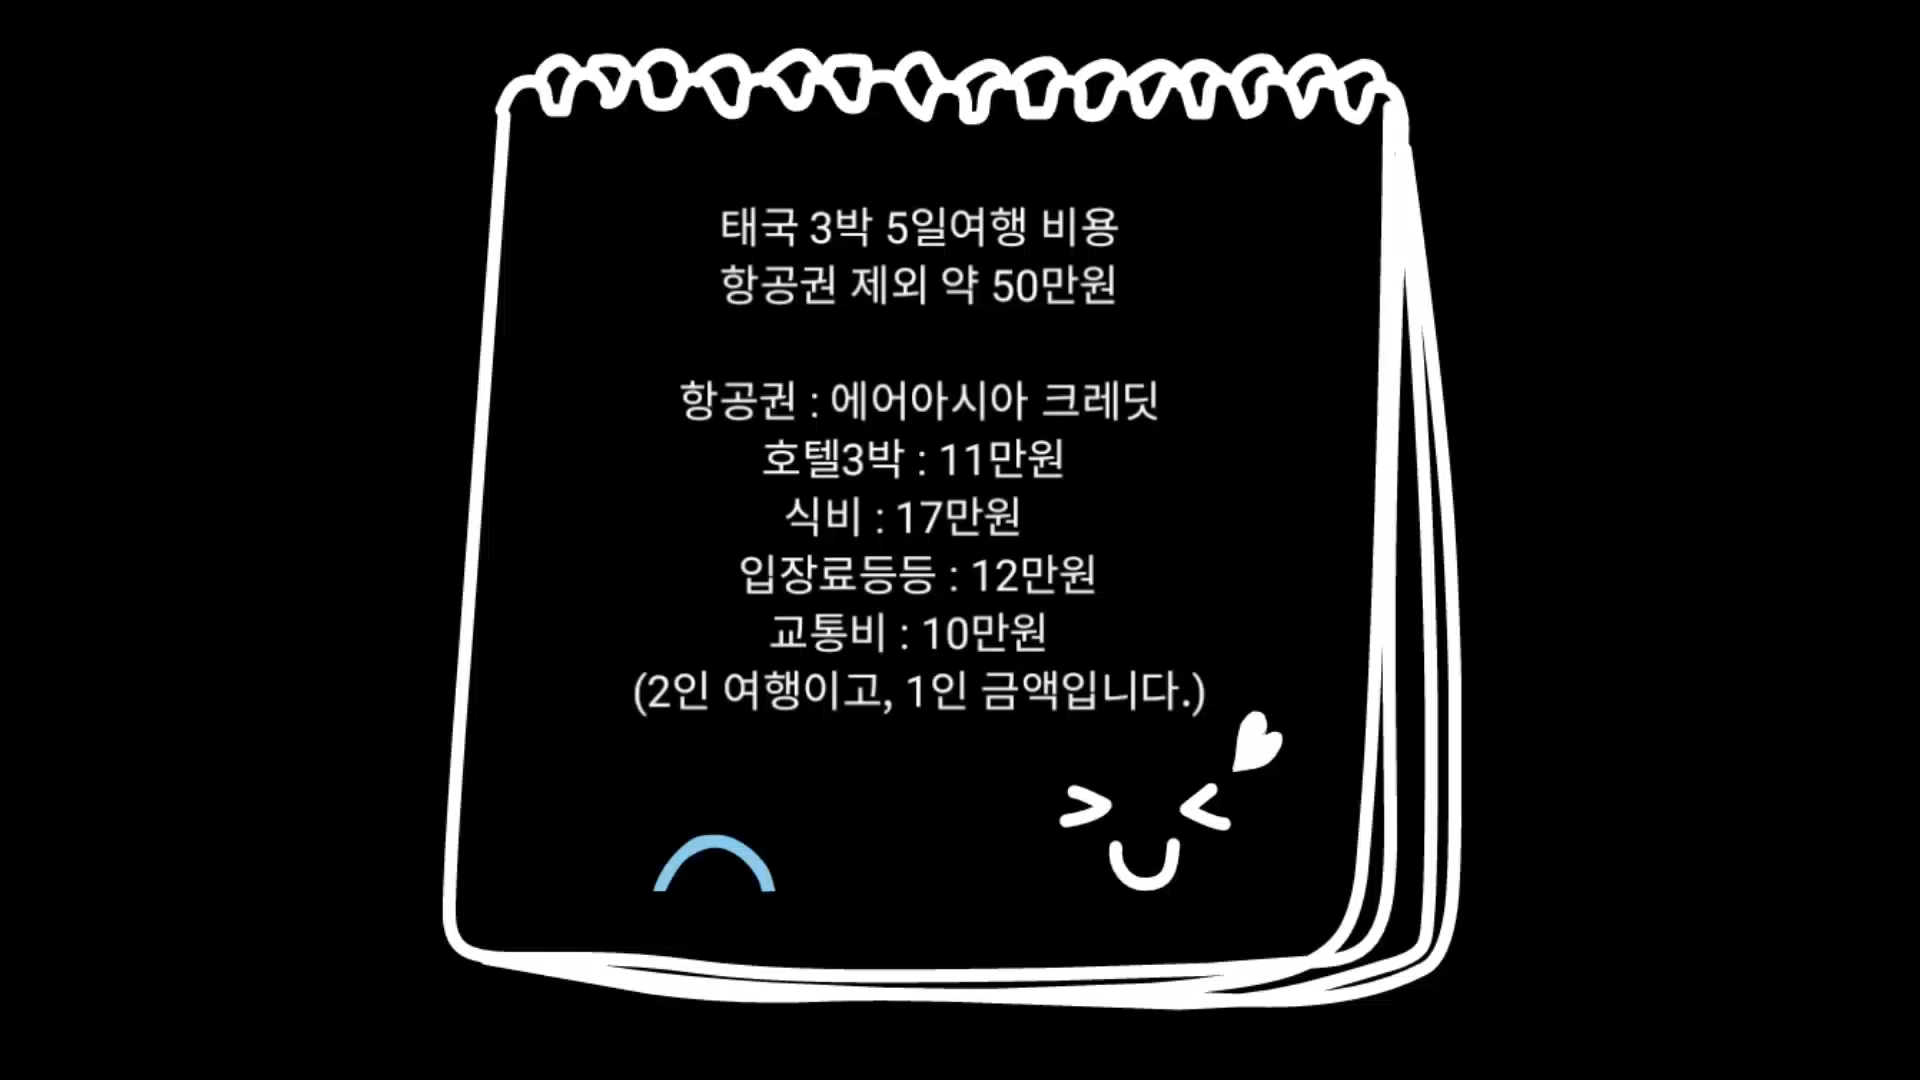 태국 3박 5일여행 비용
항공권 제외 약 50만원
항공권 : 에어아시아 크레딧
호텔3박 : 11만원
식비 : 17만원
입장료등등 : 12만원
교통비 : 10만원
(2인 여행이고, 1인 금액입니다.)